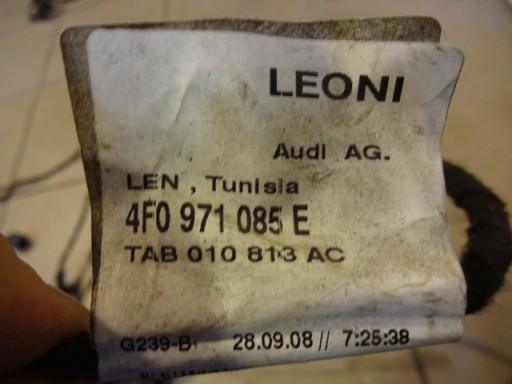 LEONI
Audi AG.
LEN , Tunisia
4F0 971 085 E
TAB 010 813 AC
G239-B 28.09.08 // 7:25:38